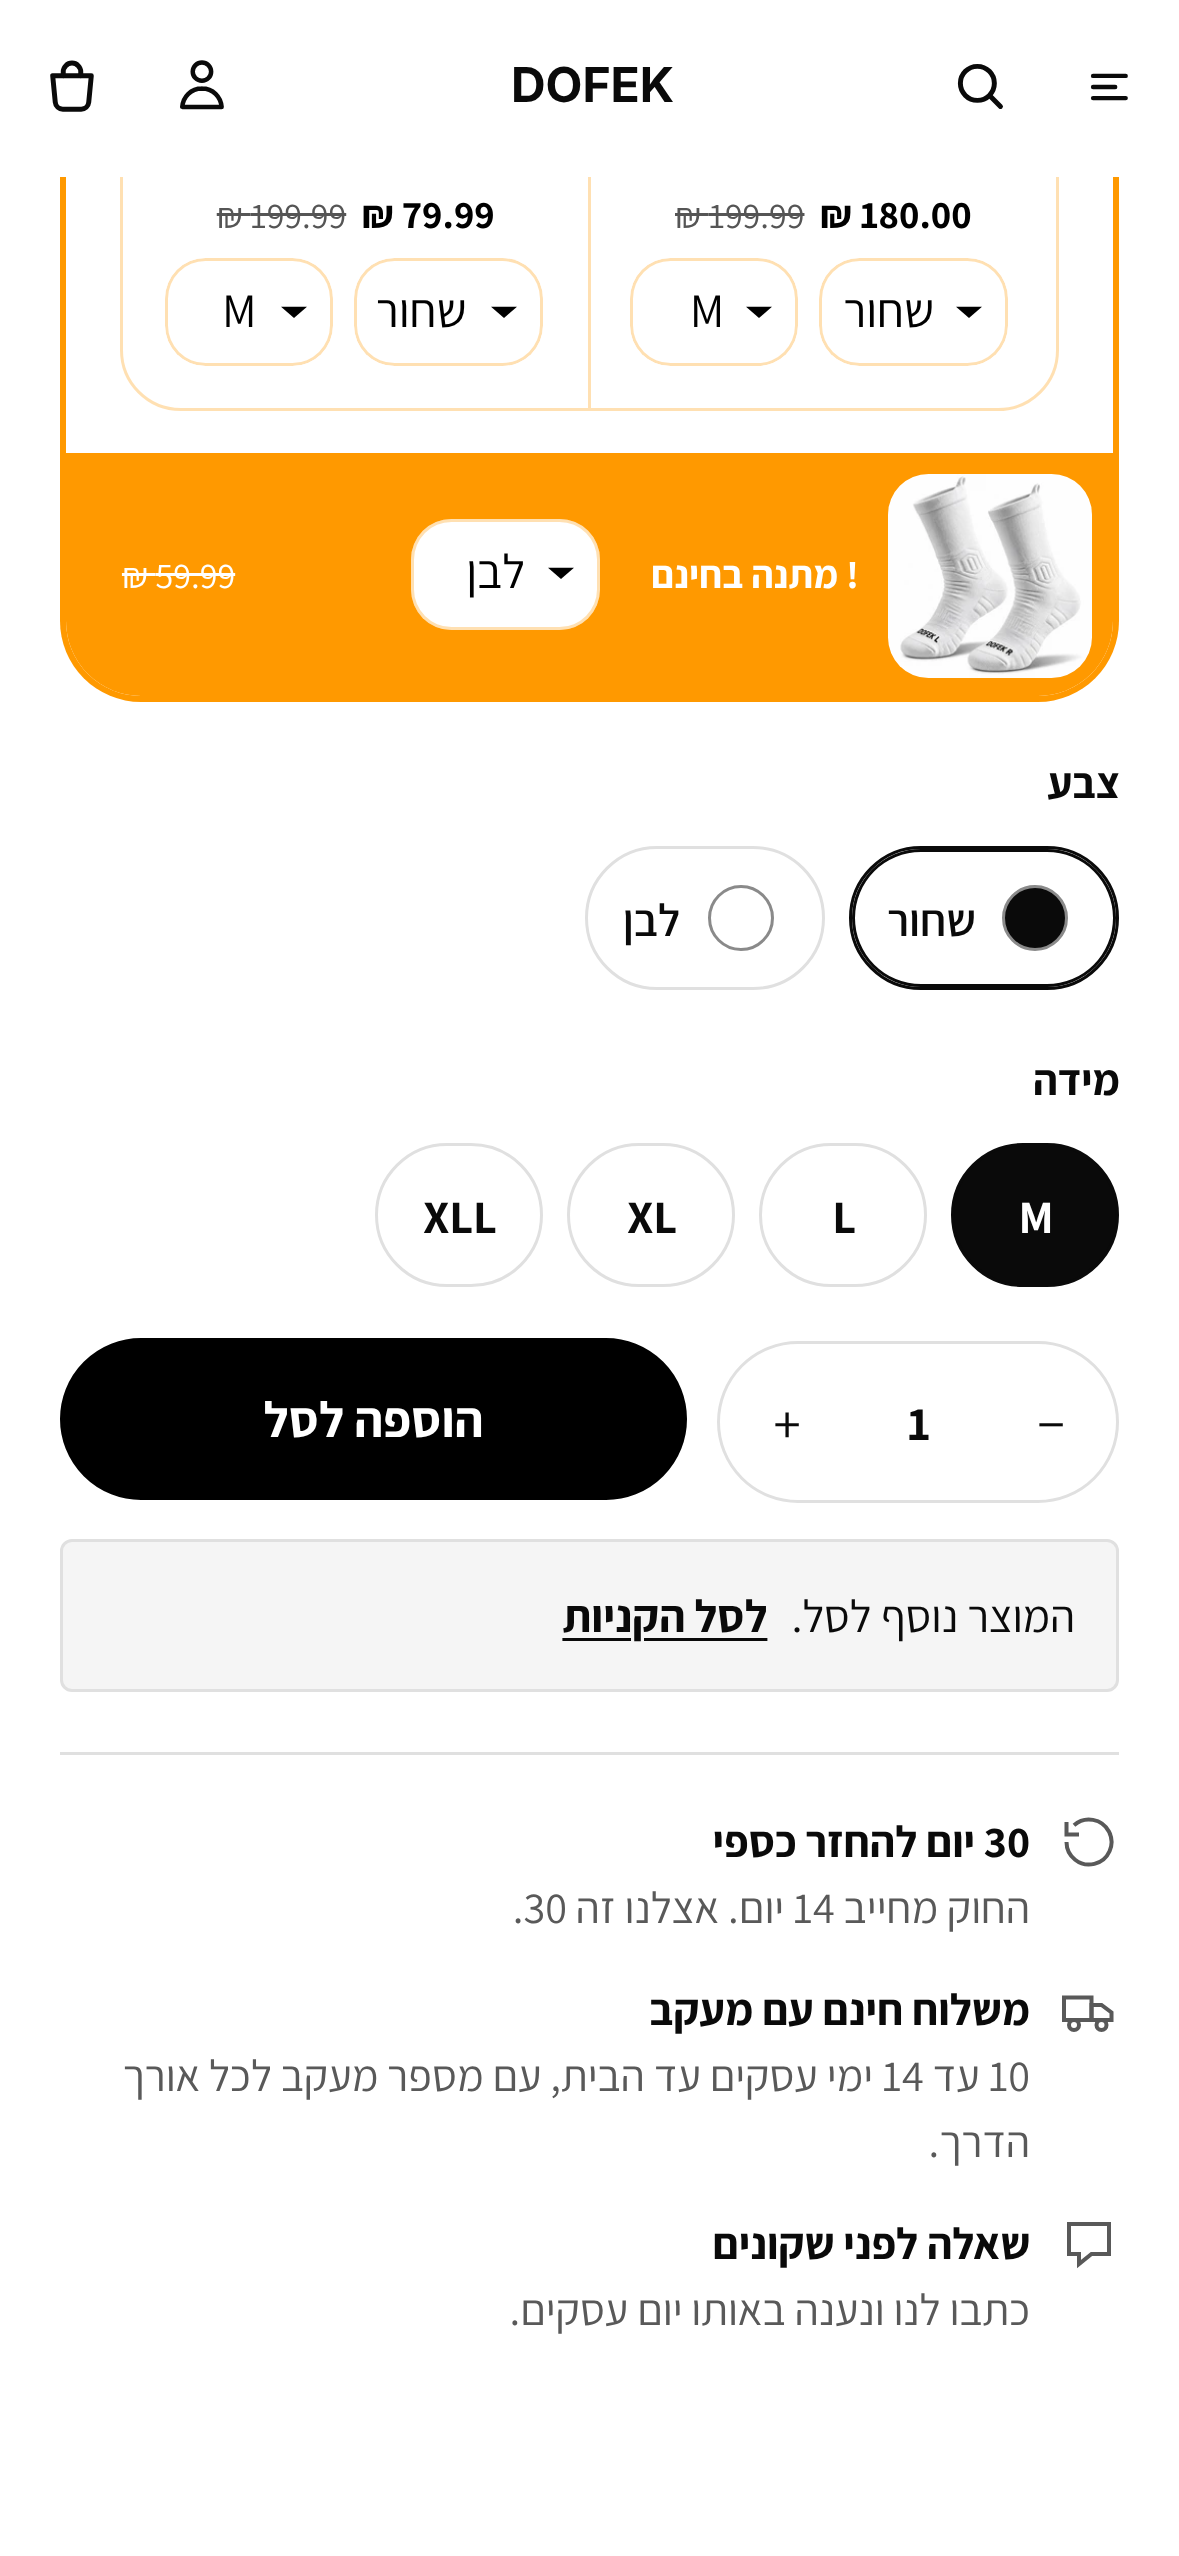 DOFEK
180.00 ₪ 199.99 ₪
79.99 ₪ 199.99 ₪
שחור M
שחור M
DOFEK L
DOFEK R
מתנה בחינם !
לבן
59.99 ₪
צבע
שחור
לבן
מידה
M
L
XL
XLL
− 1 +
הוספה לסל
המוצר נוסף לסל. לסל הקניות
30 יום להחזר כספי
החוק מחייב 14 יום. אצלנו זה 30.
משלוח חינם עם מעקב
10 עד 14 ימי עסקים עד הבית, עם מספר מעקב לכל אורך
הדרך.
שאלה לפני שקונים
כתבו לנו ונענה באותו יום עסקים.